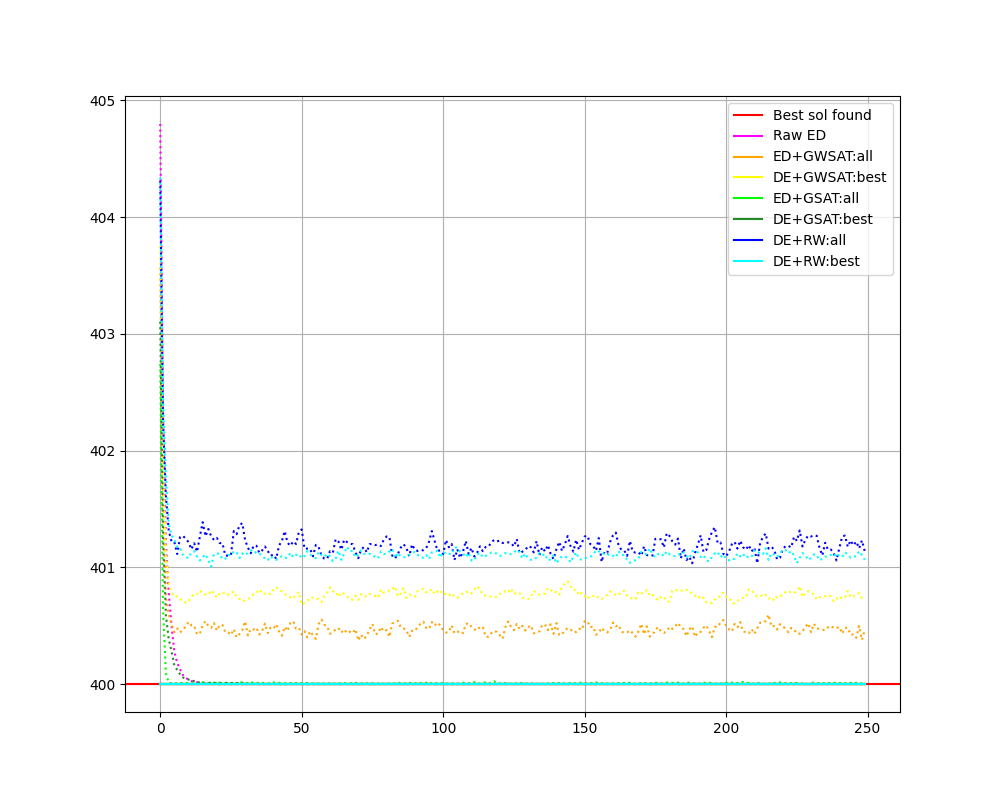 405
404
403
402
401
400
0
50
100
150
200
250
Best sol found
Raw ED
ED+GWSAT:all
DE+GWSAT:best
ED+GSAT:all
DE+GSAT:best
DE+RW:all
DE+RW:best